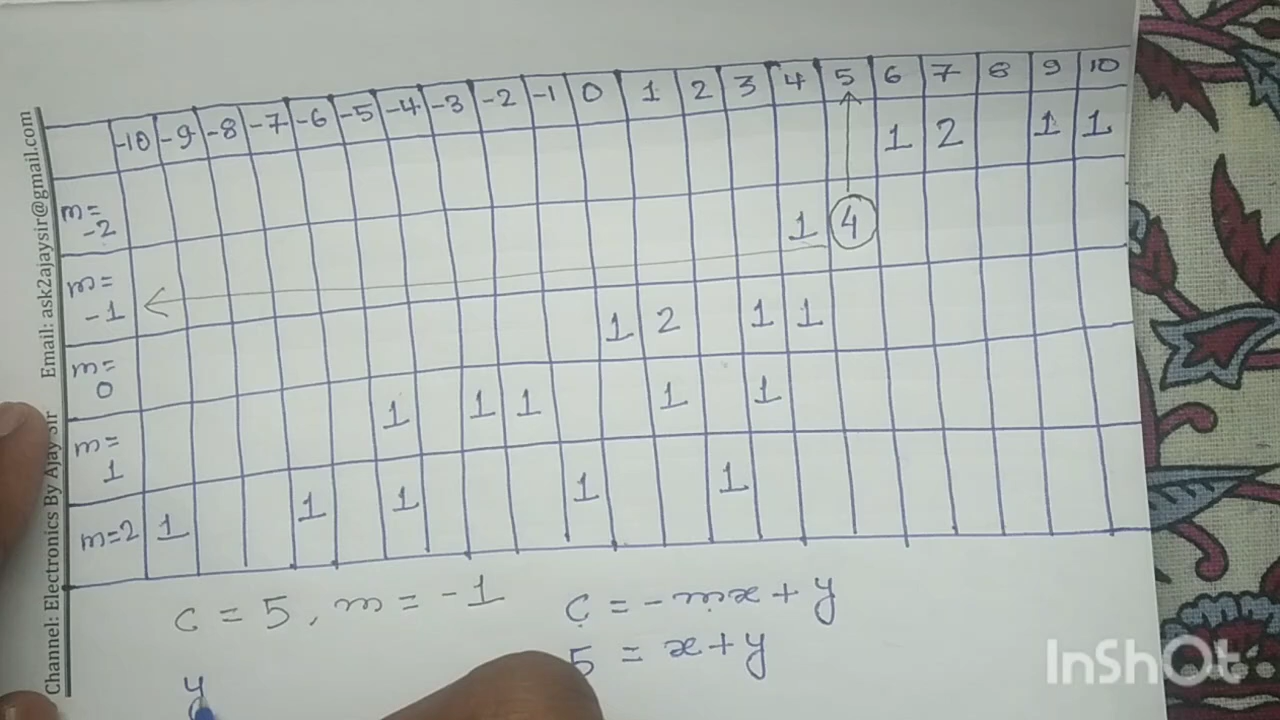 -10 -9 -8 -7 -6 -5 -4 -3 -2 -1 0 1 2 3 4 5 6 7 8 9 10
m=-2 1 2 1 1
m=-1 1 4
m=0 1 2 1 1
m=1 1 1 1 1 1
m=2 1 1 1 1 1
c = 5, m = -1
c = -mx + y
5 = x + y
y
Channel: Electronics By Ajay Sir Email: ask2ajaysir@gmail.com
InShOt